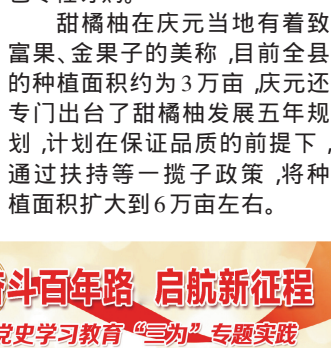 甜橘柚在庆元当地有着致
富果、金果子的美称,目前全县
的种植面积约为3万亩,庆元还
专门出台了甜橘柚发展五年规
划,计划在保证品质的前提下,
通过扶持等一揽子政策,将种
植面积扩大到6万亩左右。
奋斗百年路 启航新征程
党史学习教育“三为”专题实践